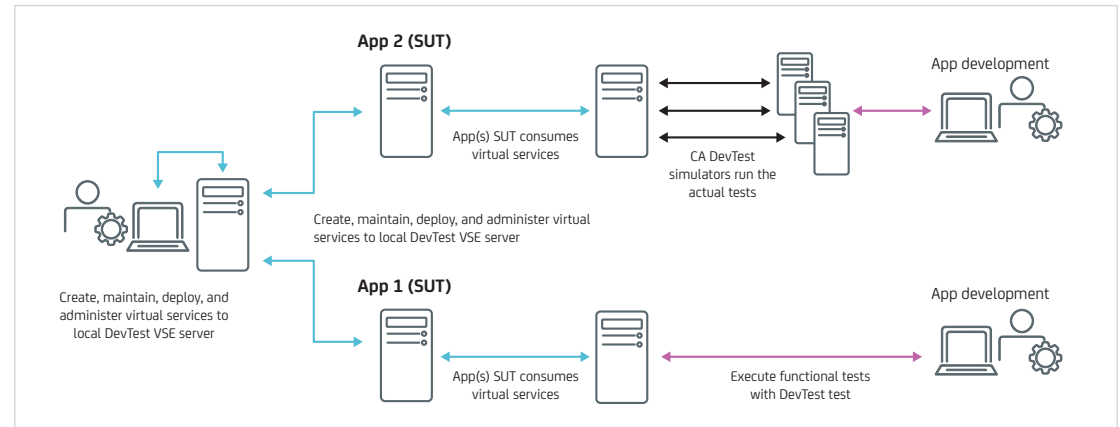 App 2 (SUT)
App development
App(s) SUT consumes
virtual services
CA DevTest
simulators run the
actual tests
Create, maintain, deploy, and administer virtual
services to local DevTest VSE server
Create, maintain, deploy, and
administer virtual services to
local DevTest VSE server
App 1 (SUT)
App development
App(s) SUT consumes
virtual services
Execute functional tests
with DevTest test